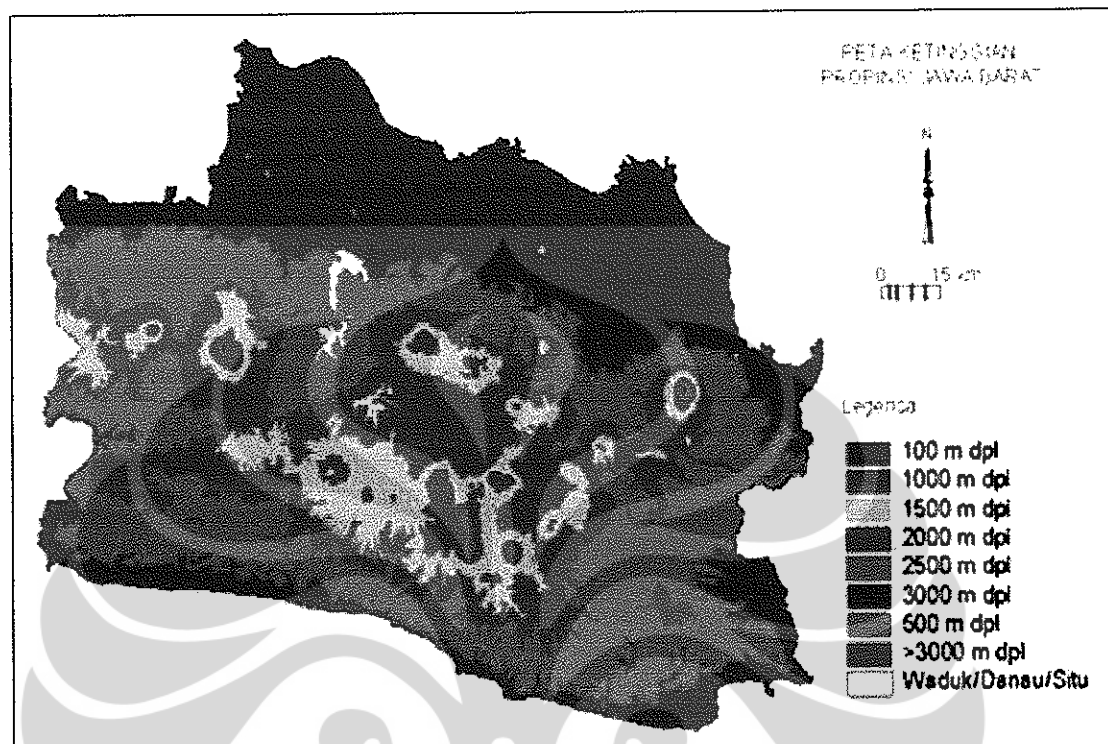 PETA KETINGGIAN
PROPINSI JAWA BARAT
N
0 15 km
Legenda
100 m dpl
1000 m dpl
1500 m dpl
2000 m dpl
2500 m dpl
3000 m dpl
500 m dpl
>3000 m dpl
Waduk/Danau/Situ